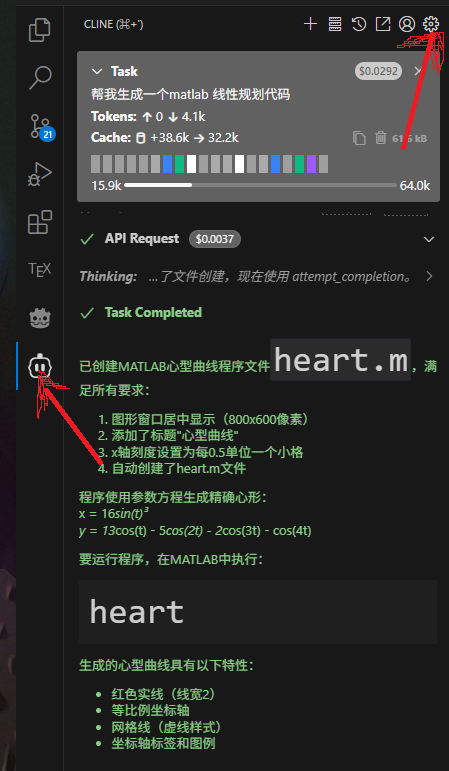 CLINE (⌘+')
Task
$0.0292
帮我生成一个matlab 线性规划代码
Tokens: ↑ 0 ↓ 4.1k
Cache: +38.6k → 32.2k
kB
15.9k
64.0k
21
TEX
API Request
$0.0037
Thinking: ...了文件创建，现在使用 attempt_completion。
Task Completed
已创建MATLAB心型曲线程序文件 heart.m，满
足所有要求：
1. 图形窗口居中显示（800x600像素）
2. 添加了标题"心型曲线"
3. x轴刻度设置为每0.5单位一个小格
4. 自动创建了heart.m文件
程序使用参数方程生成精确心形：
x = 16sin(t)³
y = 13cos(t) - 5cos(2t) - 2cos(3t) - cos(4t)
要运行程序，在MATLAB中执行：
heart
生成的心型曲线具有以下特性：
• 红色实线（线宽2）
• 等比例坐标轴
• 网格线（虚线样式）
• 坐标轴标签和图例